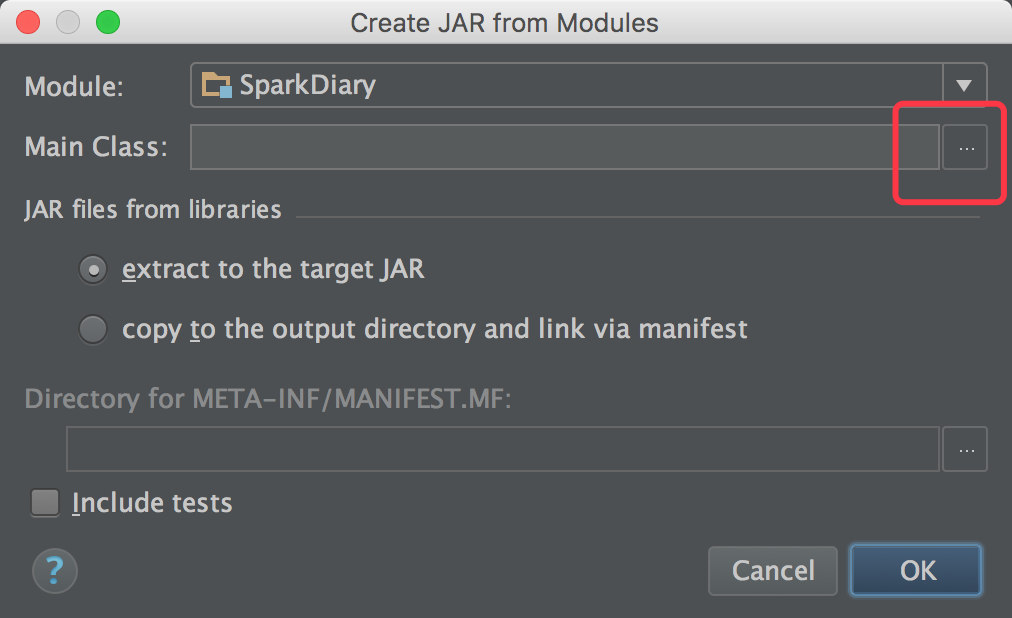 Create JAR from Modules
Module: SparkDiary
Main Class: ...
JAR files from libraries
extract to the target JAR
copy to the output directory and link via manifest
Directory for META-INF/MANIFEST.MF:
...
Include tests
? Cancel OK